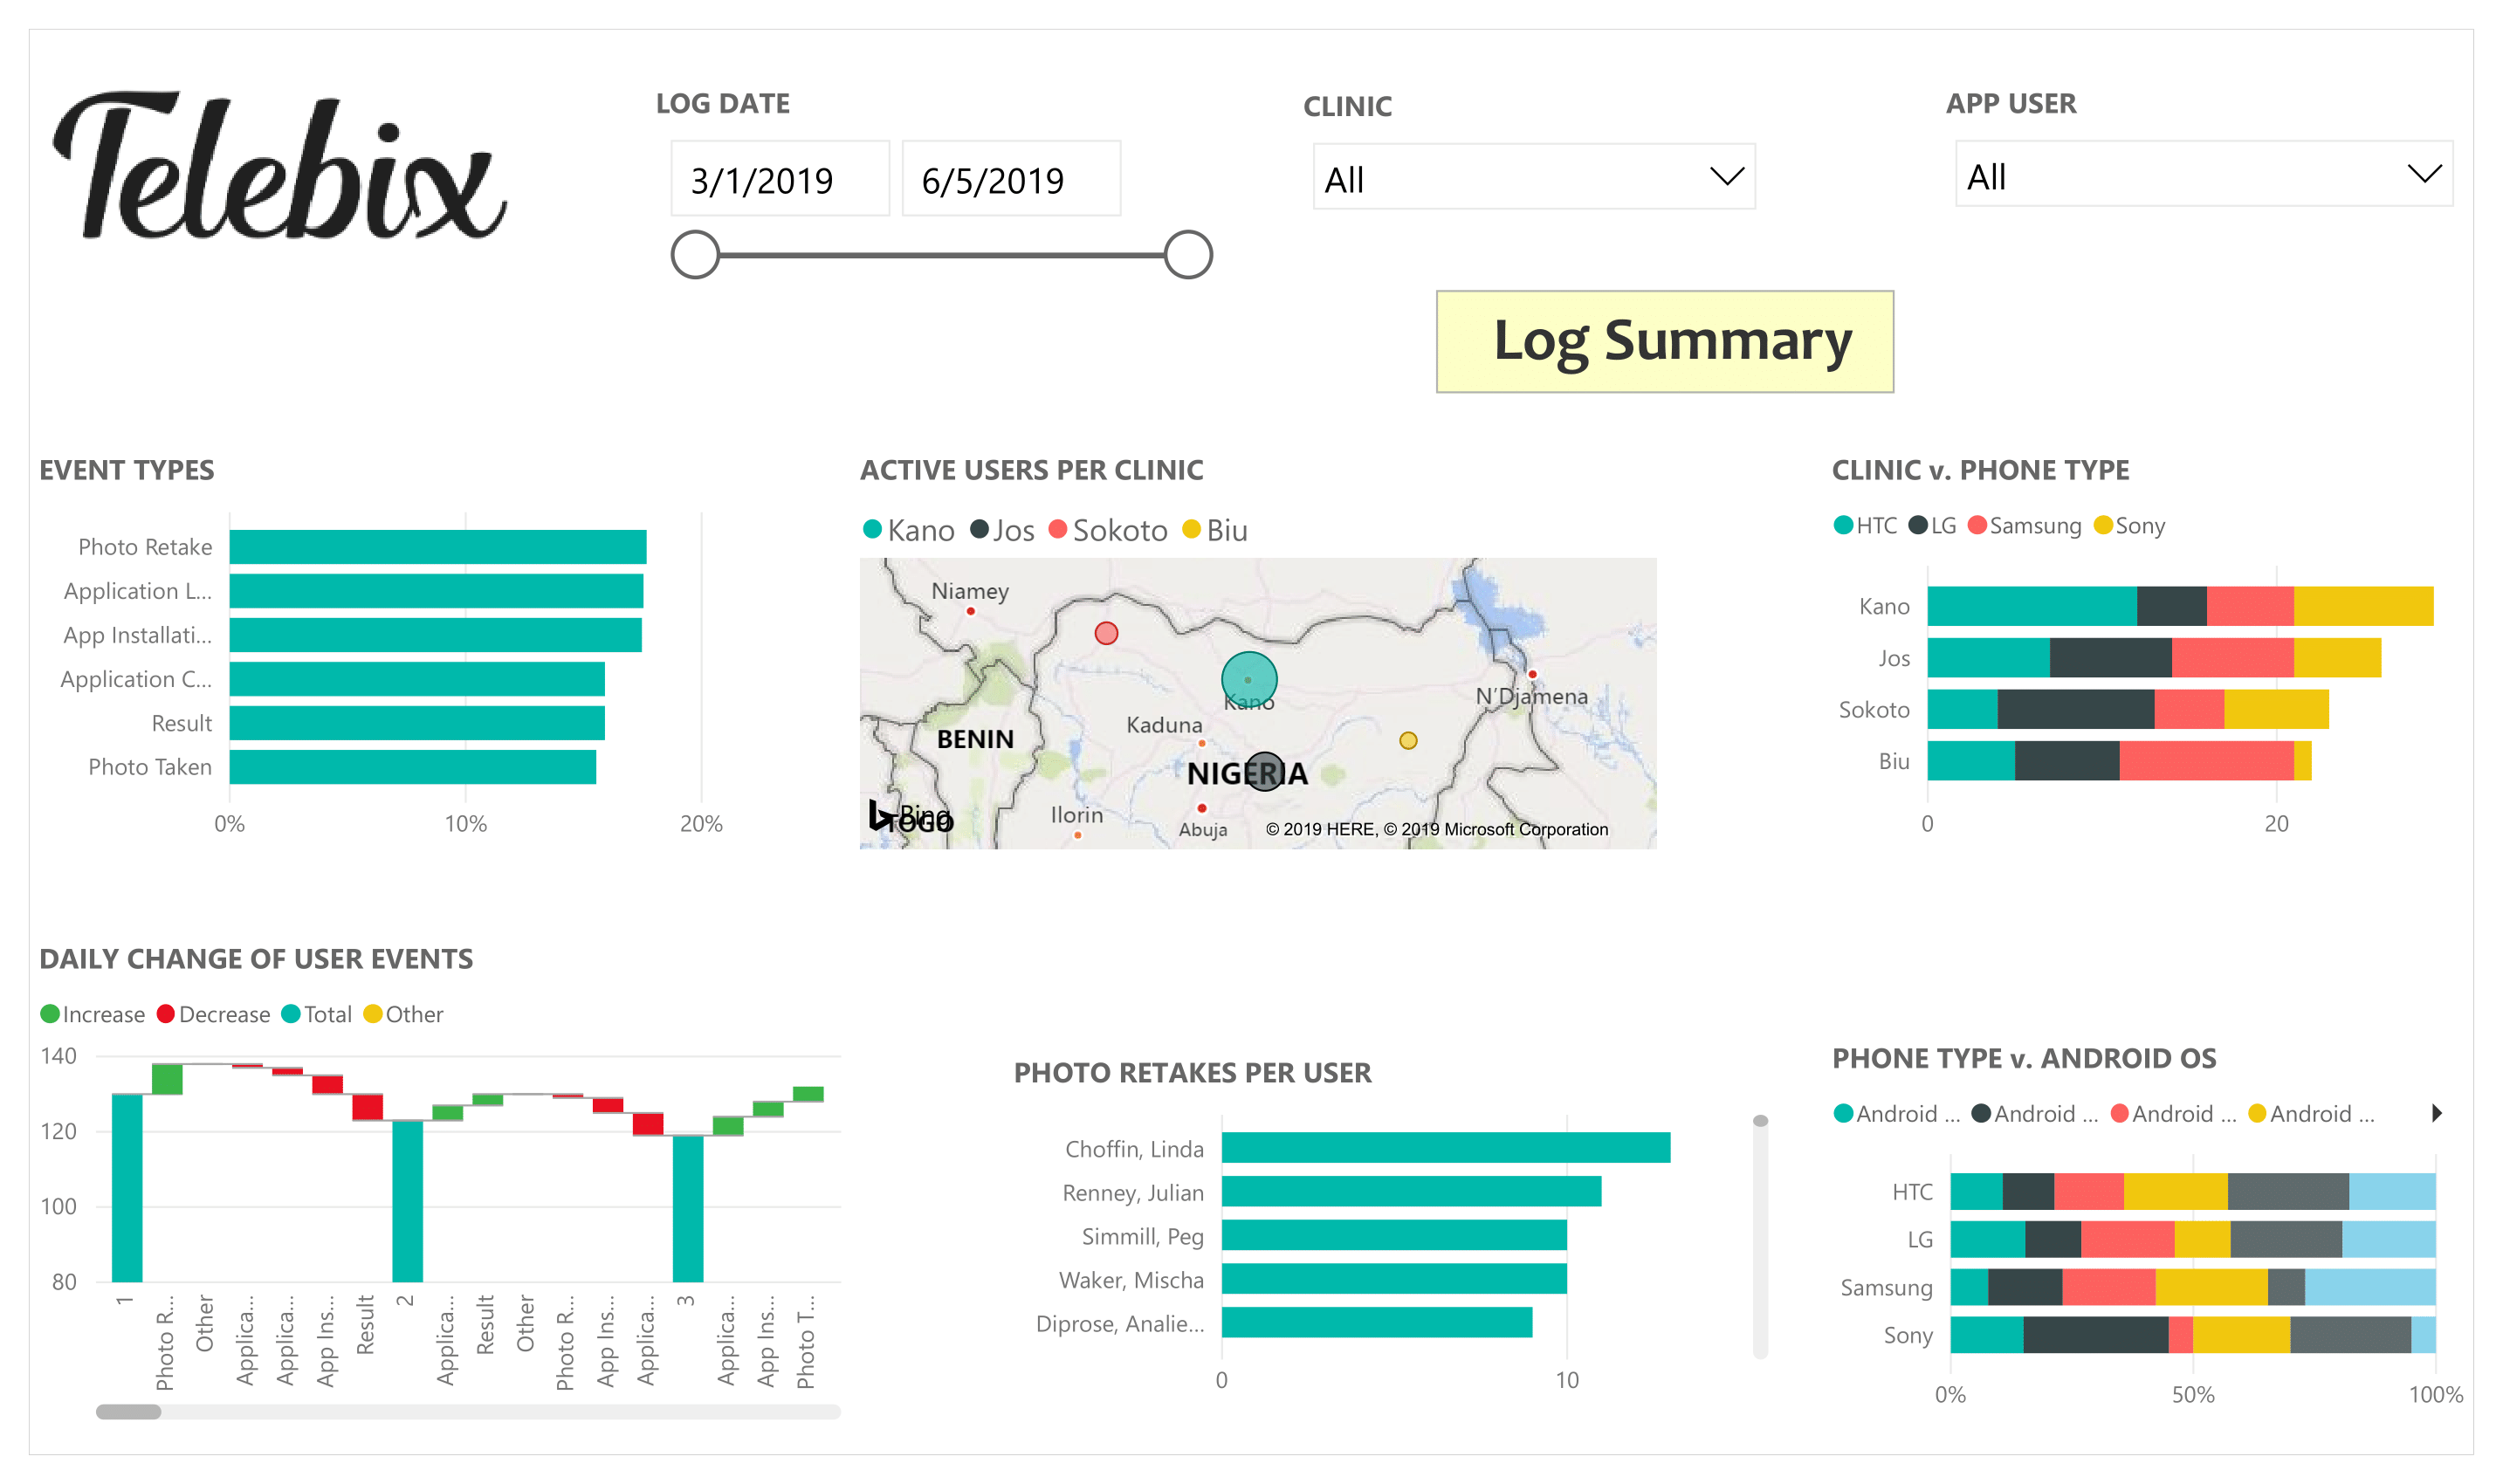 Telebix
LOG DATE
3/1/2019 6/5/2019
CLINIC
All
APP USER
All
Log Summary
EVENT TYPES
Photo Retake
Application L...
App Installati...
Application C...
Result
Photo Taken
0% 10% 20%
ACTIVE USERS PER CLINIC
Kano Jos Sokoto Biu
Niamey
Kano
N'Djamena
Kaduna
BENIN
NIGERIA
Bing
TOGO
Ilorin
Abuja
© 2019 HERE, © 2019 Microsoft Corporation
CLINIC v. PHONE TYPE
HTC LG Samsung Sony
Kano
Jos
Sokoto
Biu
0 20
DAILY CHANGE OF USER EVENTS
Increase Decrease Total Other
140
120
100
80
1
Photo R...
Other
Applica...
Applica...
App Ins...
Result
2
Applica...
Result
Other
Photo R...
App Ins...
Applica...
3
Applica...
App Ins...
Photo T...
PHOTO RETAKES PER USER
Choffin, Linda
Renney, Julian
Simmill, Peg
Waker, Mischa
Diprose, Analie...
0 10
PHONE TYPE v. ANDROID OS
Android ... Android ... Android ... Android ...
HTC
LG
Samsung
Sony
0% 50% 100%